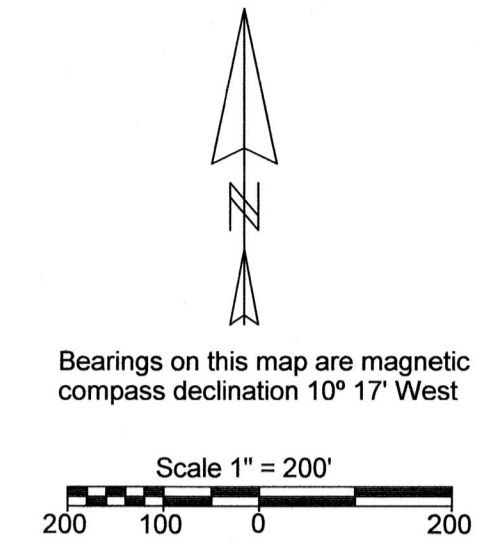 N
Bearings on this map are magnetic
compass declination 10º 17' West
Scale 1" = 200'
200 100 0 200